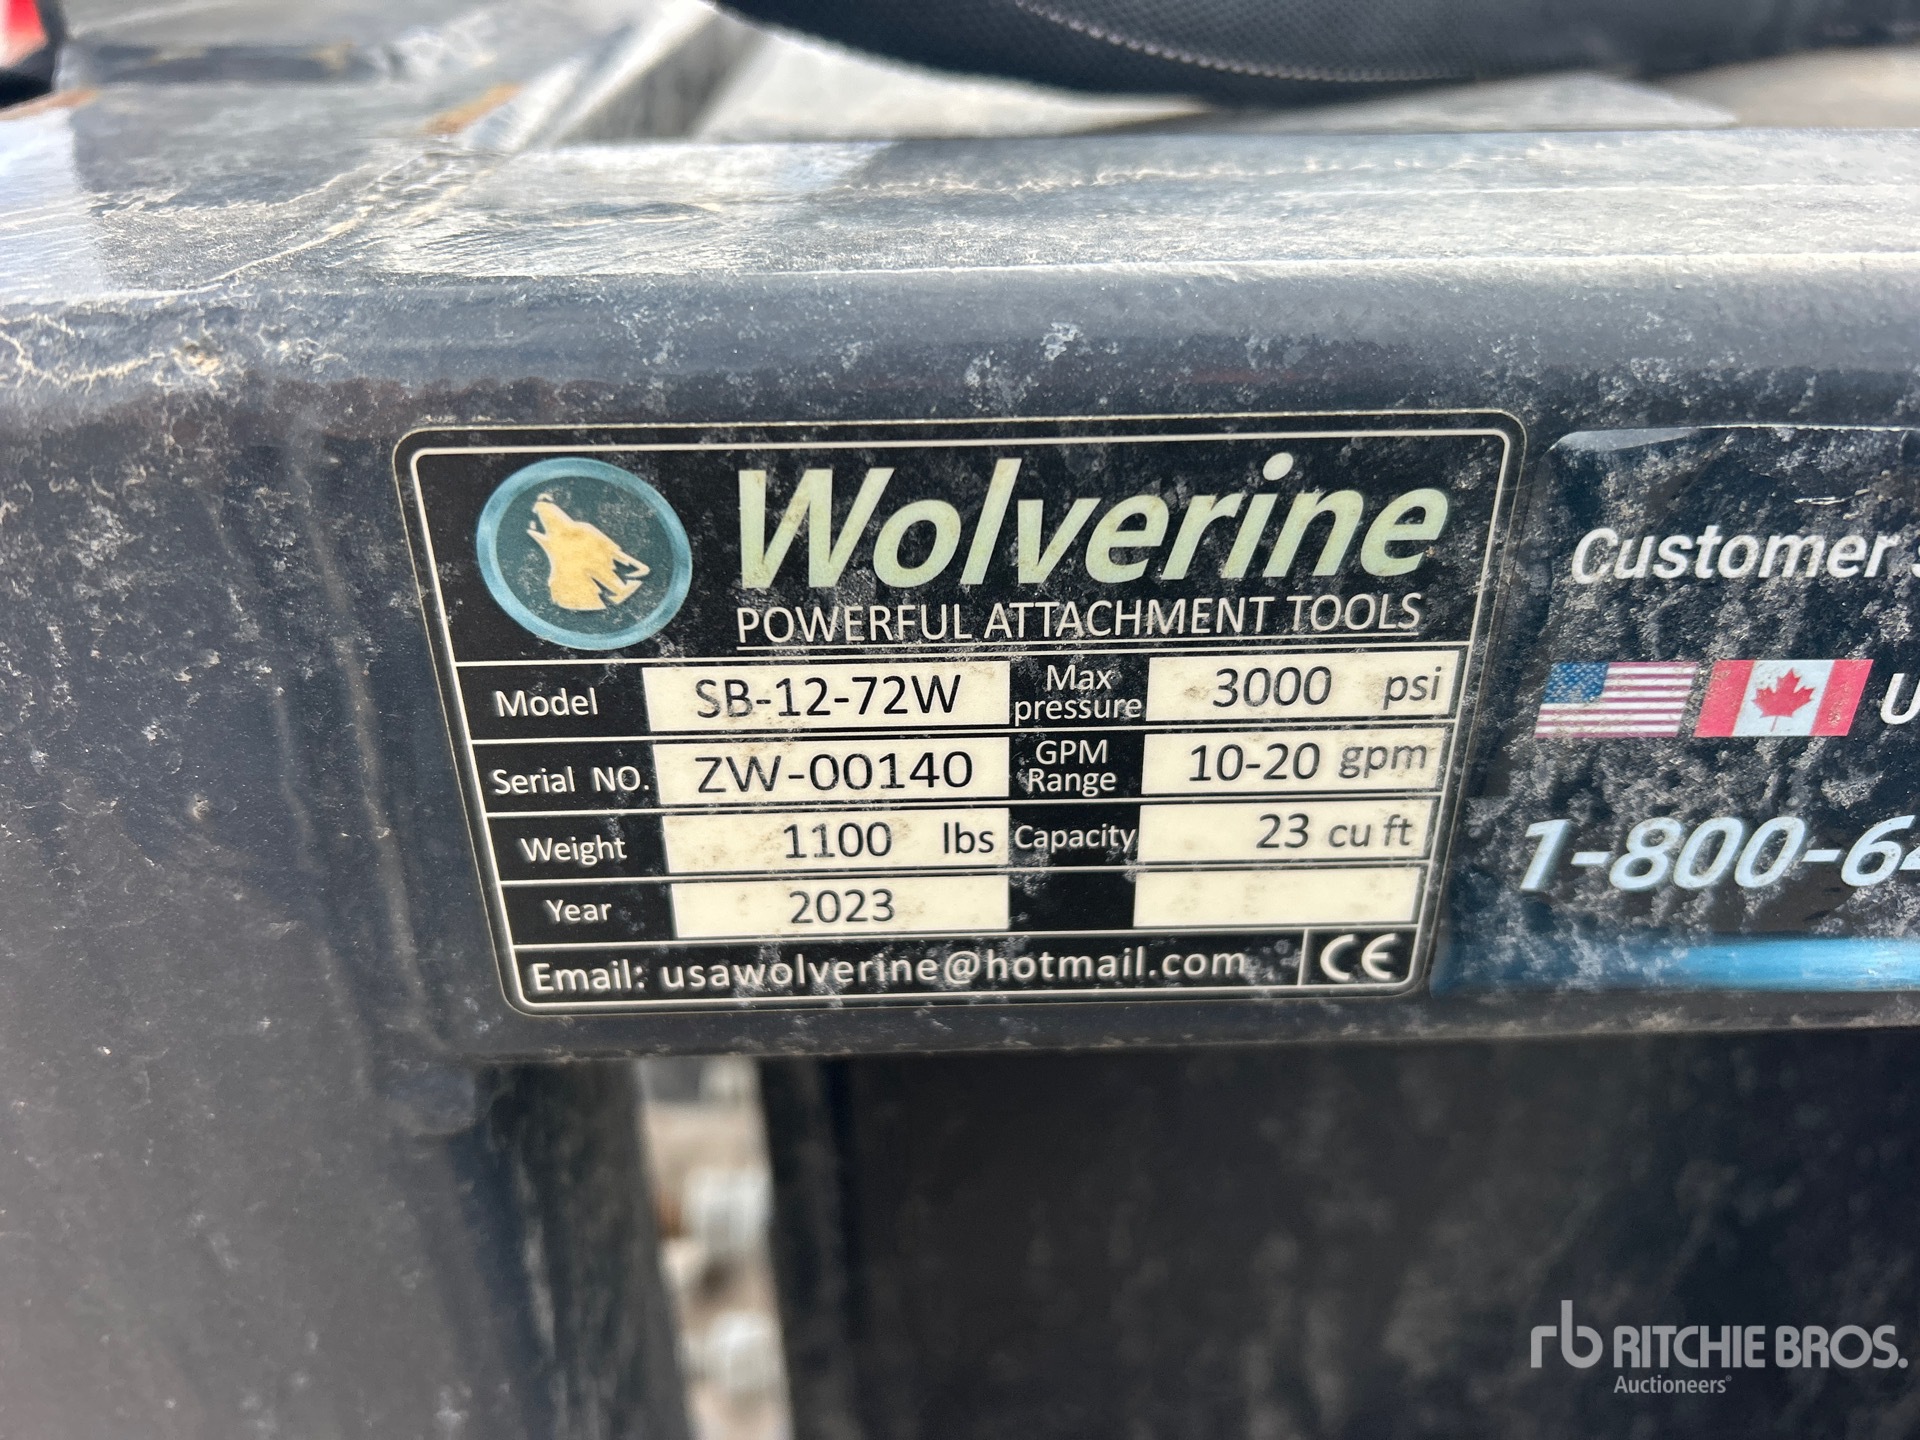 Wolverine
POWERFUL ATTACHMENT TOOLS
Model SB-12-72W Max pressure 3000 psi
Serial NO. ZW-00140 GPM Range 10-20 gpm
Weight 1100 lbs Capacity 23 cu ft
Year 2023
Email: usawolverine@hotmail.com CE
Customer
1-800-64
rb RITCHIE BROS.
Auctioneers